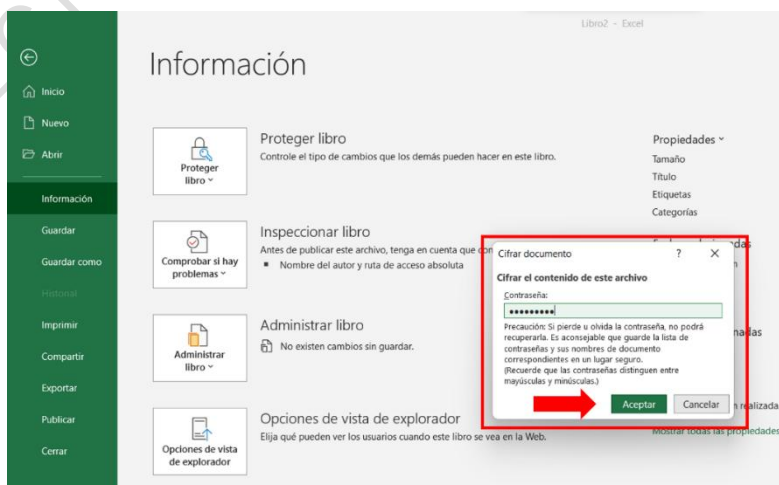 Libro2 - Excel
Información
Inicio
Nuevo
Abrir
Información
Guardar
Guardar como
Historial
Imprimir
Compartir
Exportar
Publicar
Cerrar
Proteger libro
Proteger libro
Controle el tipo de cambios que los demás pueden hacer en este libro.
Comprobar si hay
problemas
Inspeccionar libro
Antes de publicar este archivo, tenga en cuenta que
Nombre del autor y ruta de acceso absoluta
Administrar
libro
Administrar libro
No existen cambios sin guardar.
Opciones de vista
de explorador
Opciones de vista de explorador
Elija qué pueden ver los usuarios cuando este libro se vea en la Web.
Propiedades
Tamaño
Título
Etiquetas
Categorías
Cifrar documento ? X
Cifrar el contenido de este archivo
Contraseña:
•••••••••
Precaución: Si pierde u olvida la contraseña, no podrá
recuperarla. Es aconsejable que guarde la lista de
contraseñas y sus nombres de documento
correspondientes en un lugar seguro.
(Recuerde que las contraseñas distinguen entre
mayúsculas y minúsculas.)
Aceptar Cancelar
Mostrar todas las propiedades